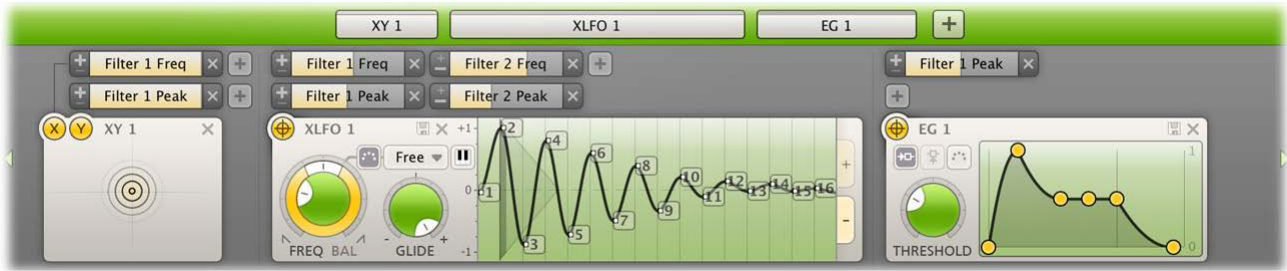 XY 1 XLFO 1 EG 1 +
+ − Filter 1 Freq × + + − Filter 1 Freq × + − Filter 2 Freq × + + − Filter 1 Peak ×
+ − Filter 1 Peak × + + − Filter 1 Peak × + − Filter 2 Peak × +
X Y XY 1 × XLFO 1 × +1 EG 1 ×
Free
0
FREQ BAL - GLIDE + -1
1 2 3 4 5 6 7 8 9 10 11 12 13 14 15 16
+
-
THRESHOLD
1
0